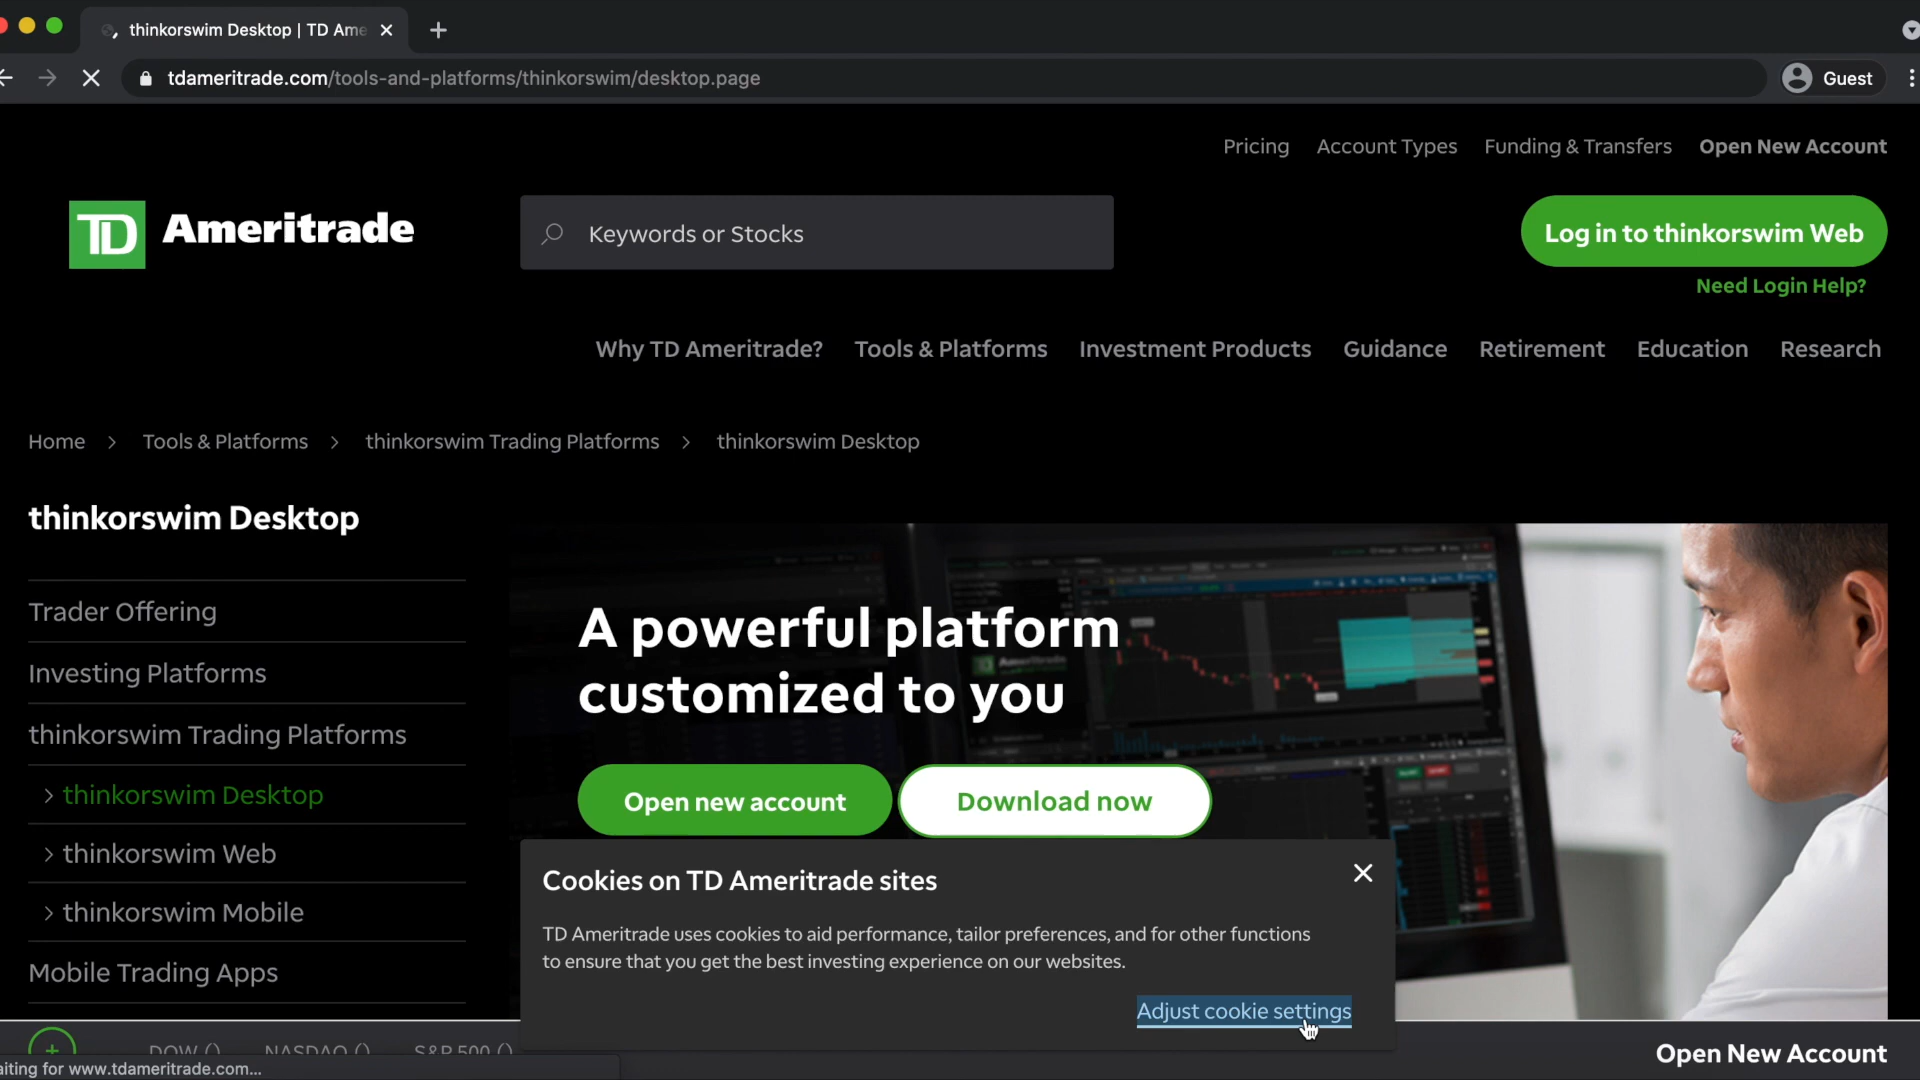 thinkorswim Desktop | TD Ame
tdameritrade.com/tools-and-platforms/thinkorswim/desktop.page
Guest
Pricing
Account Types
Funding & Transfers
Open New Account
TD Ameritrade
Keywords or Stocks
Log in to thinkorswim Web
Need Login Help?
Why TD Ameritrade?
Tools & Platforms
Investment Products
Guidance
Retirement
Education
Research
Home > Tools & Platforms > thinkorswim Trading Platforms > thinkorswim Desktop
thinkorswim Desktop
Trader Offering
Investing Platforms
thinkorswim Trading Platforms
> thinkorswim Desktop
> thinkorswim Web
> thinkorswim Mobile
Mobile Trading Apps
A powerful platform
customized to you
Open new account
Download now
Cookies on TD Ameritrade sites
TD Ameritrade uses cookies to aid performance, tailor preferences, and for other functions
to ensure that you get the best investing experience on our websites.
Adjust cookie settings
DOW ()
NASDAQ ()
S&P 500 ()
Open New Account
aiting for www.tdameritrade.com...